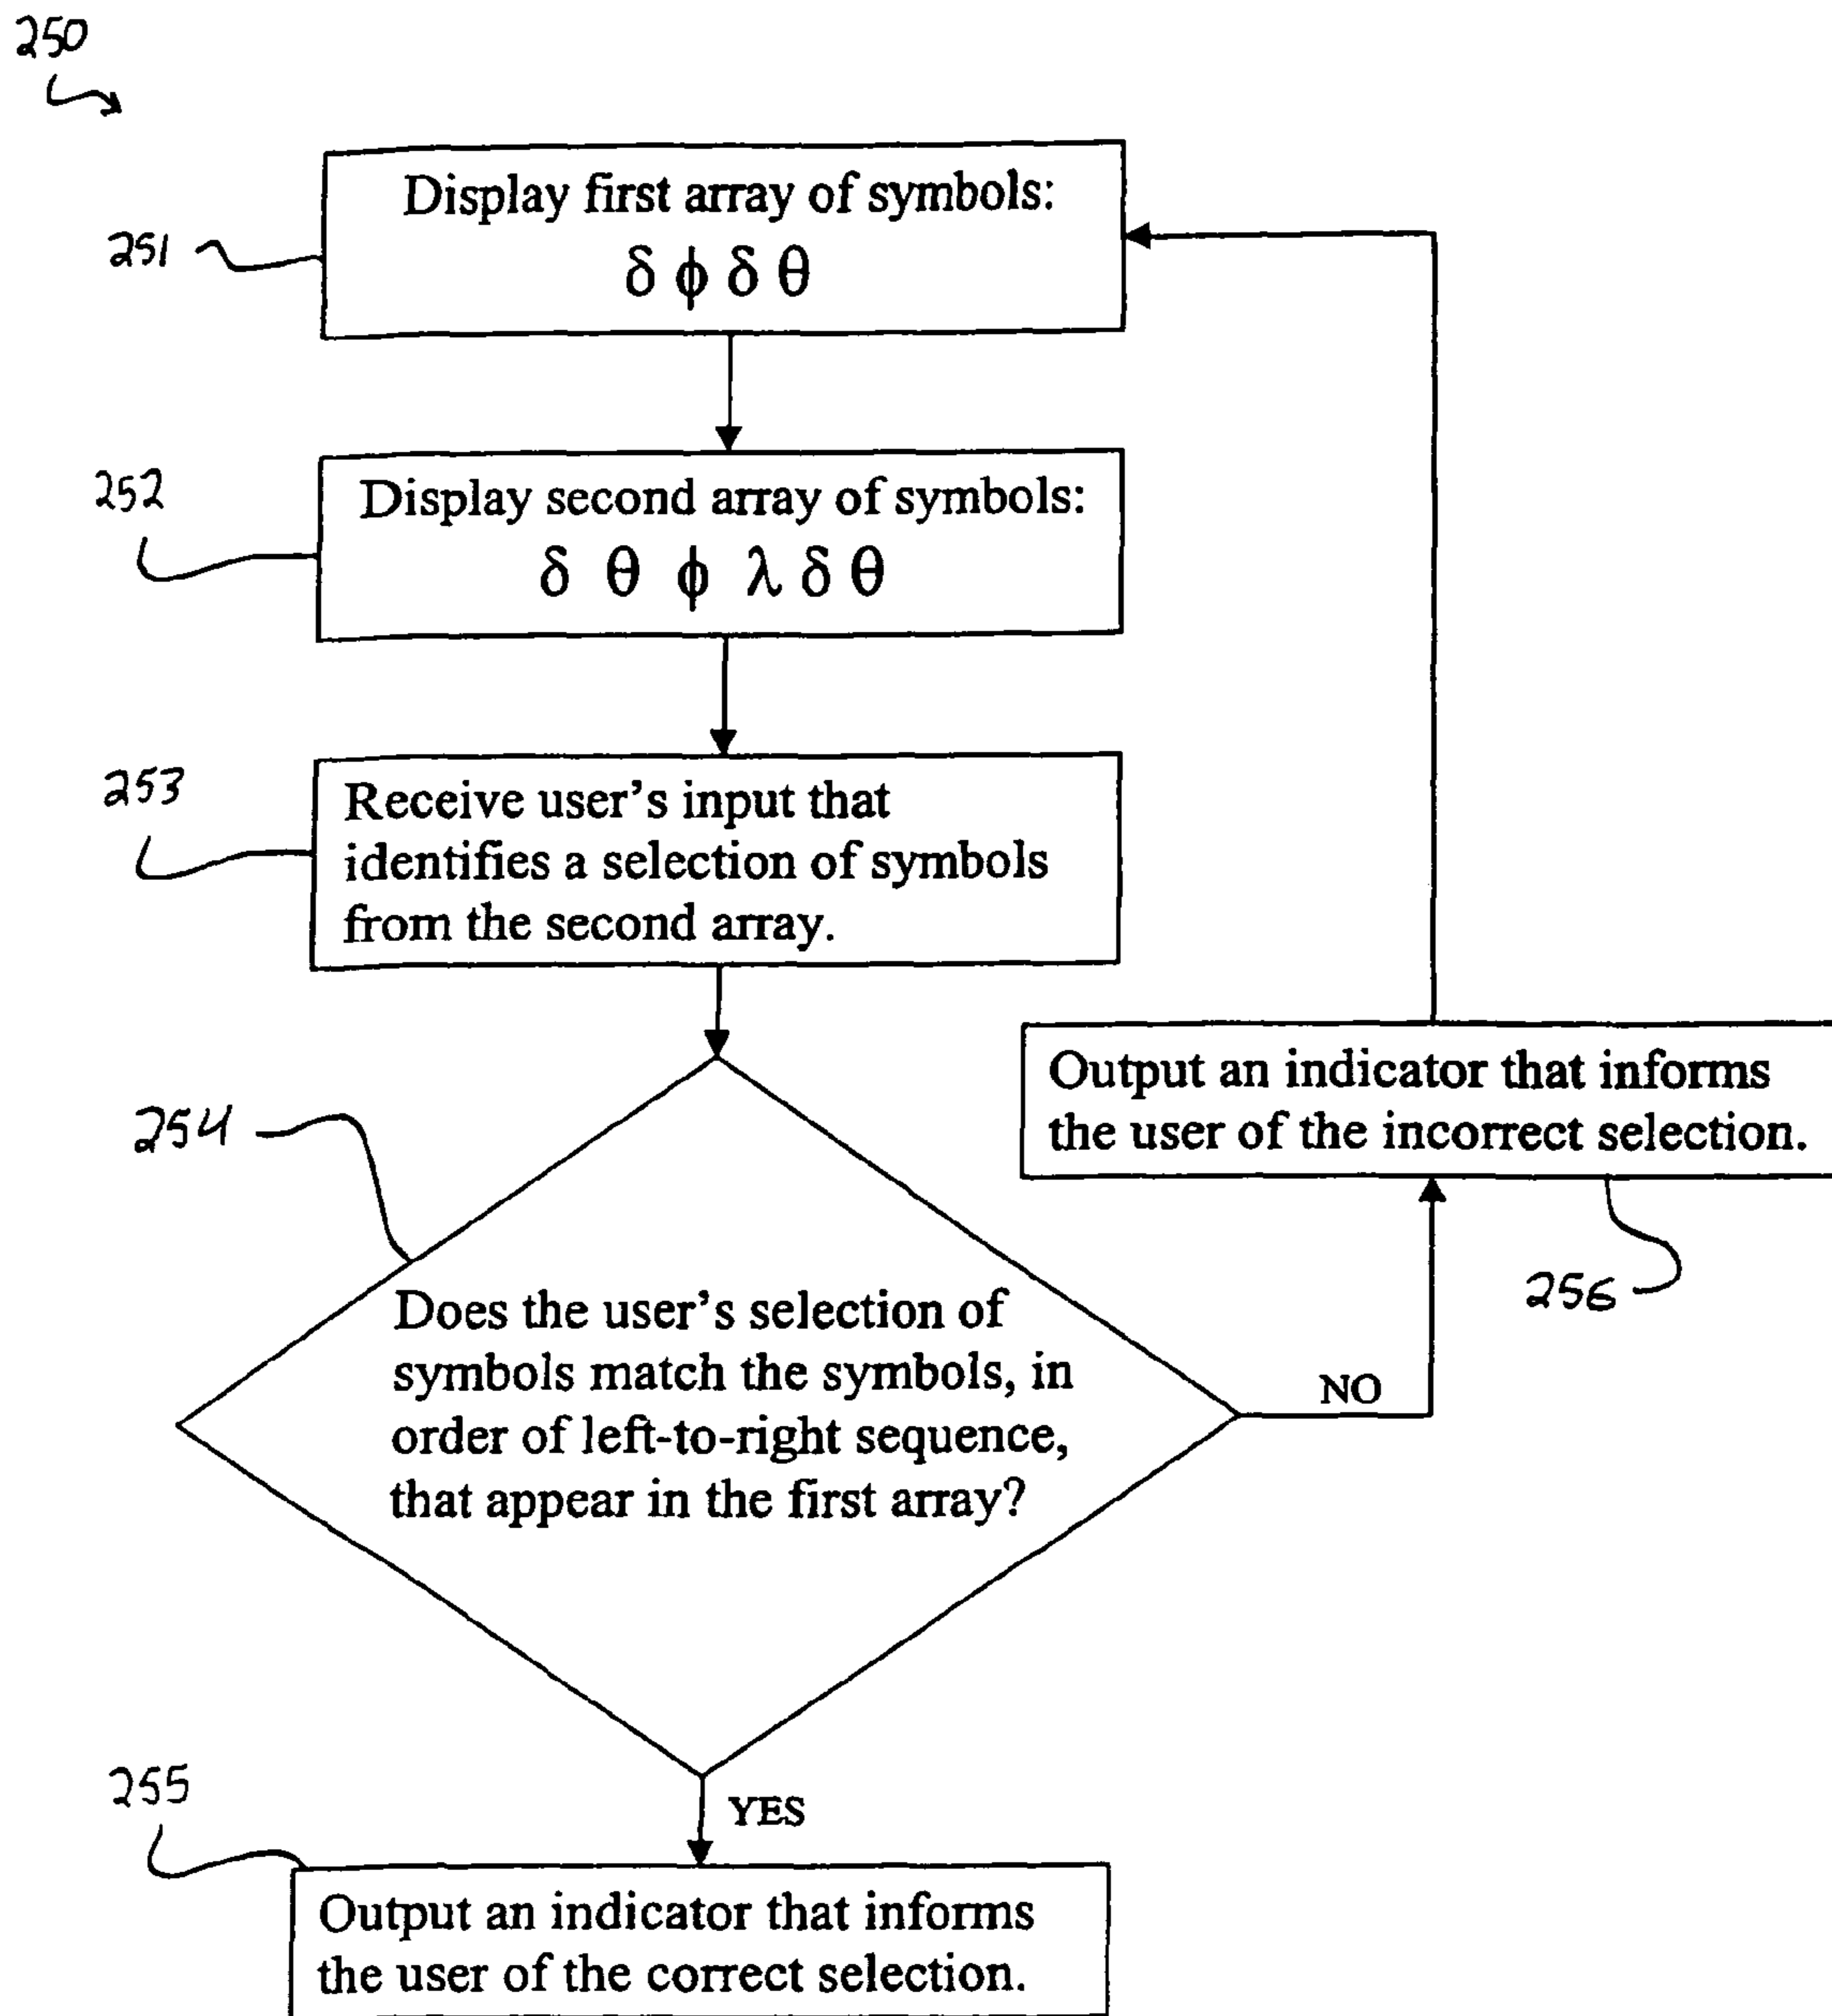 250
Display first array of symbols:
251
δ ϕ δ θ
252
Display second array of symbols:
δ θ ϕ λ δ θ
253
Receive user's input that
identifies a selection of symbols
from the second array.
Output an indicator that informs
the user of the incorrect selection.
254
256
Does the user's selection of
symbols match the symbols, in
order of left-to-right sequence,
that appear in the first array?
NO
255
YES
Output an indicator that informs
the user of the correct selection.